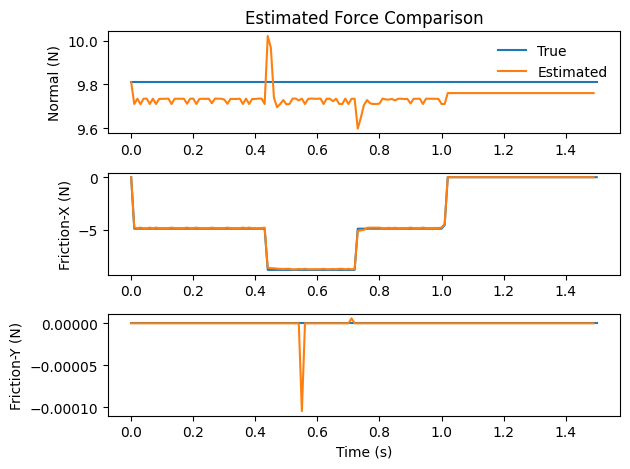 Estimated Force Comparison
Normal (N)
10.0
9.8
9.6
True
Estimated
0.0 0.2 0.4 0.6 0.8 1.0 1.2 1.4
Friction-X (N)
0
−5
0.0 0.2 0.4 0.6 0.8 1.0 1.2 1.4
Friction-Y (N)
0.00000
−0.00005
−0.00010
0.0 0.2 0.4 0.6 0.8 1.0 1.2 1.4
Time (s)